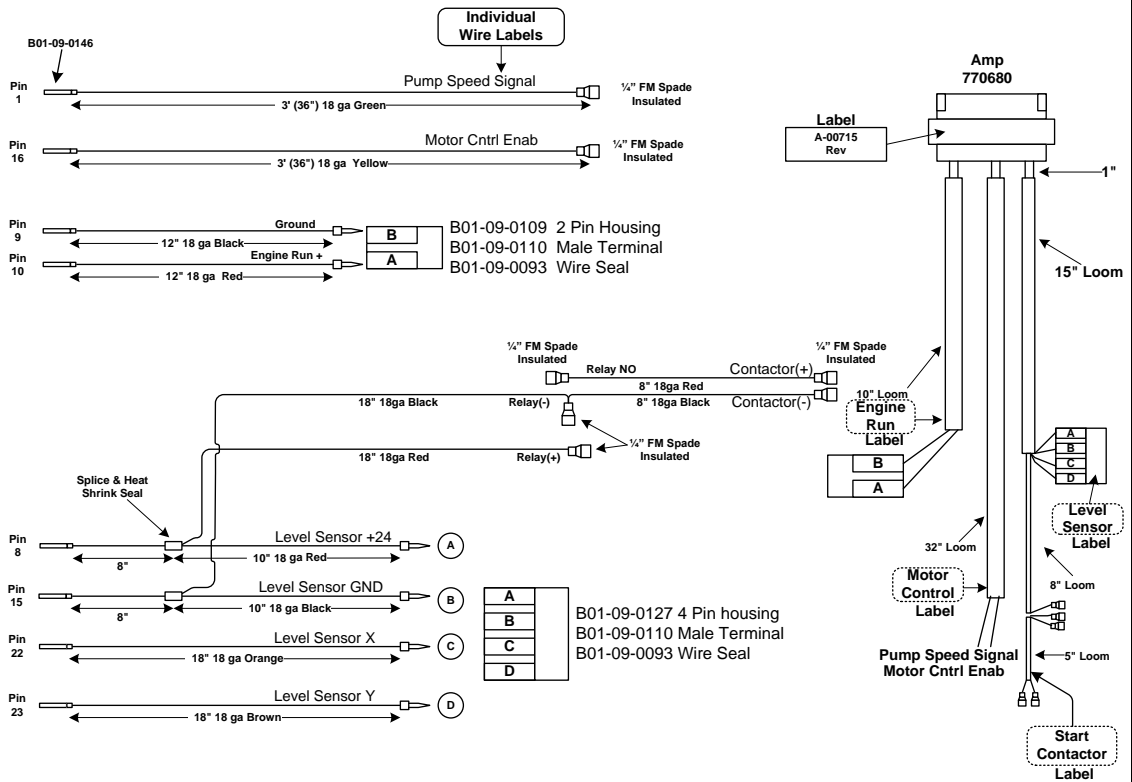 Individual
Wire Labels
B01-09-0146
Pin
1
Pump Speed Signal
3' (36") 18 ga Green
¼" FM Spade
Insulated
Pin
16
Motor Cntrl Enab
3' (36") 18 ga Yellow
¼" FM Spade
Insulated
Pin
9
Ground
12" 18 ga Black
Pin
10
Engine Run +
12" 18 ga Red
B
A
B01-09-0109 2 Pin Housing
B01-09-0110 Male Terminal
B01-09-0093 Wire Seal
¼" FM Spade
Insulated
Relay NO
8" 18ga Red
Contactor(+)
¼" FM Spade
Insulated
18" 18ga Black
Relay(-)
8" 18ga Black
Contactor(-)
18" 18ga Red
Relay(+)
¼" FM Spade
Insulated
Splice & Heat
Shrink Seal
Pin
8
8"
Level Sensor +24
10" 18 ga Red
A
Pin
15
8"
Level Sensor GND
10" 18 ga Black
B
Pin
22
Level Sensor X
18" 18 ga Orange
C
Pin
23
Level Sensor Y
18" 18 ga Brown
D
A
B
C
D
B01-09-0127 4 Pin housing
B01-09-0110 Male Terminal
B01-09-0093 Wire Seal
Amp
770680
Label
A-00715
Rev
1"
15" Loom
10" Loom
Engine
Run
Label
B
A
A
B
C
D
Level
Sensor
Label
32" Loom
8" Loom
Motor
Control
Label
Pump Speed Signal
Motor Cntrl Enab
5" Loom
Start
Contactor
Label